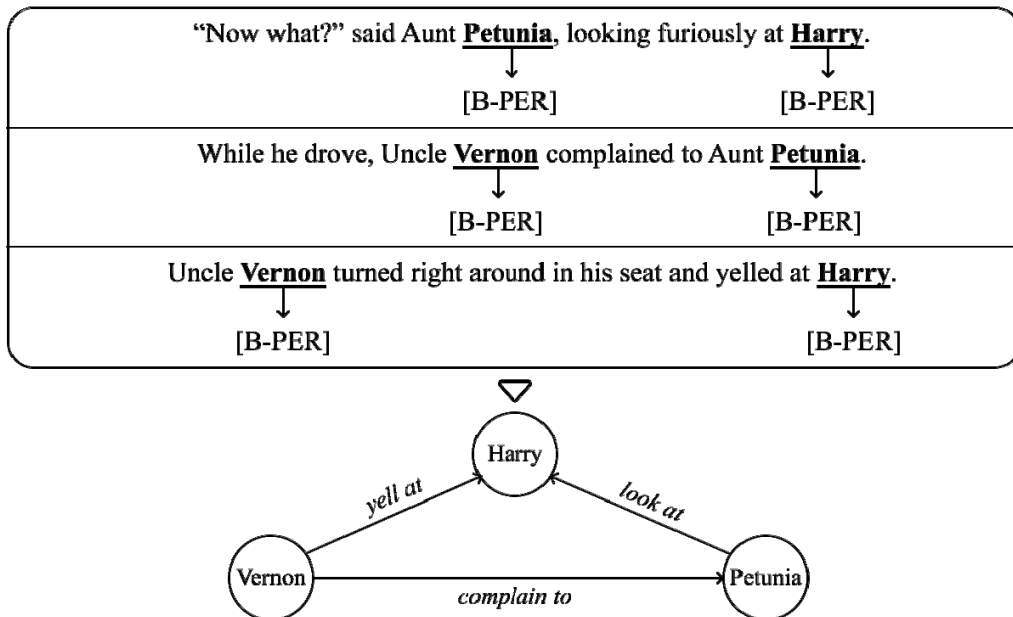 “Now what?” said Aunt Petunia, looking furiously at Harry.
[B-PER] [B-PER]
While he drove, Uncle Vernon complained to Aunt Petunia.
[B-PER] [B-PER]
Uncle Vernon turned right around in his seat and yelled at Harry.
[B-PER] [B-PER]
Harry
yell at
look at
Vernon
Petunia
complain to